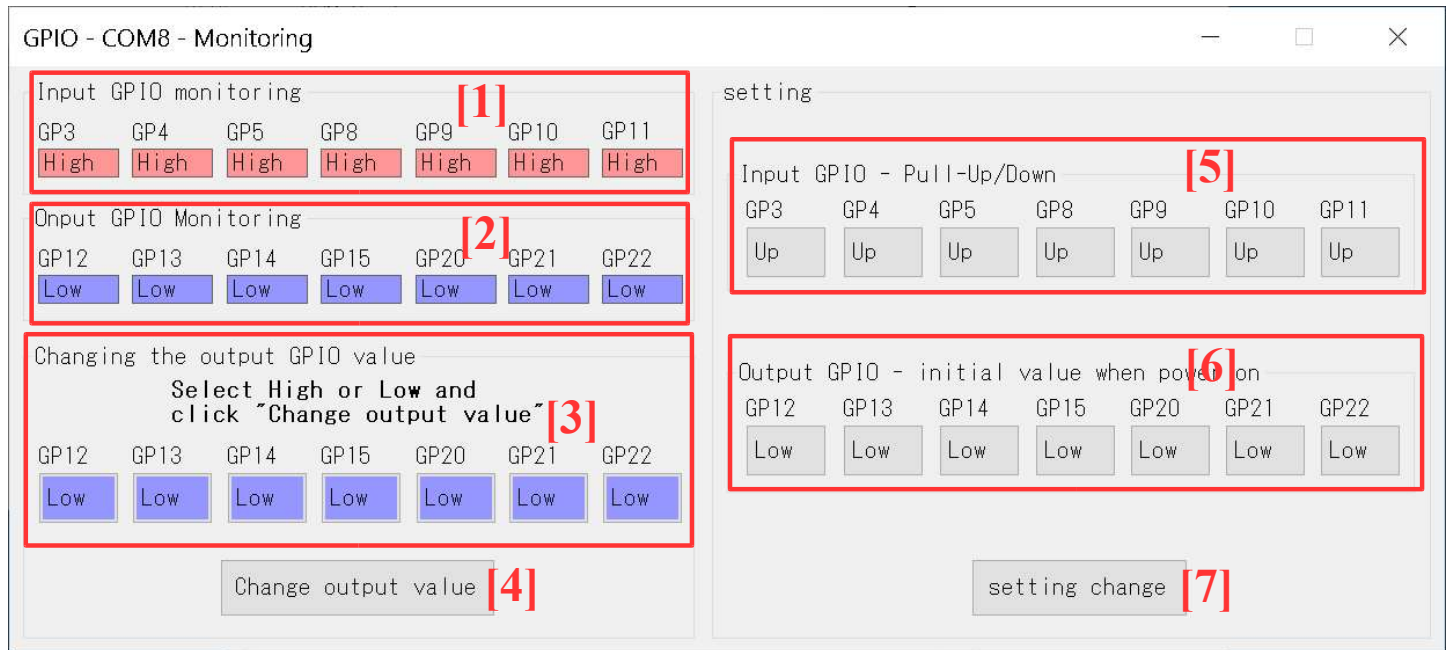 GPIO - COM8 - Monitoring
Input GPIO monitoring
[1]
GP3 GP4 GP5 GP8 GP9 GP10 GP11
High High High High High High High
Onput GPIO Monitoring
[2]
GP12 GP13 GP14 GP15 GP20 GP21 GP22
Low Low Low Low Low Low Low
Changing the output GPIO value
Select High or Low and
click "Change output value"
[3]
GP12 GP13 GP14 GP15 GP20 GP21 GP22
Low Low Low Low Low Low Low
Change output value [4]
setting
[5]
Input GPIO - Pull-Up/Down
GP3 GP4 GP5 GP8 GP9 GP10 GP11
Up Up Up Up Up Up Up
[6]
Output GPIO - initial value when power on
GP12 GP13 GP14 GP15 GP20 GP21 GP22
Low Low Low Low Low Low Low
setting change [7]